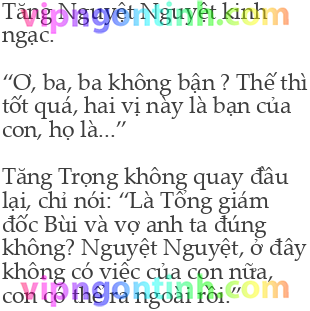 Tăng Nguyệt Nguyệt kinh
ngạc.
vipngontinh.com
“Ơ, ba, ba không bận ? Thế thì
tốt quá, hai vị này là bạn của
con, họ là...”
Tăng Trọng không quay đầu
lại, chỉ nói: “Là Tổng giám
đốc Bùi và vợ anh ta đúng
không? Nguyệt Nguyệt, ở đây
không có việc của con nữa,
con có thể ra ngoài rồi.”
vipngontinh.com